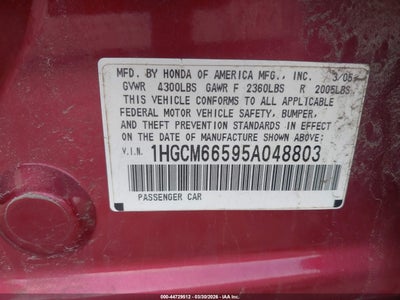 MFD. BY HONDA OF AMERICA MFG., INC. 3/05
GVWR 4300LBS GAWR F 2360LBS R 2005LBS
THIS VEHICLE CONFORMS TO ALL APPLICABLE
FEDERAL MOTOR VEHICLE SAFETY, BUMPER,
AND THEFT PREVENTION STANDARDS IN EFFECT
ON THE DATE OF MANUFACTURE SHOWN ABOVE:
V.I.N. 1HGCM66595A048803
PASSENGER CAR
000-44729512 | 03/30/2026 | IAA Inc.